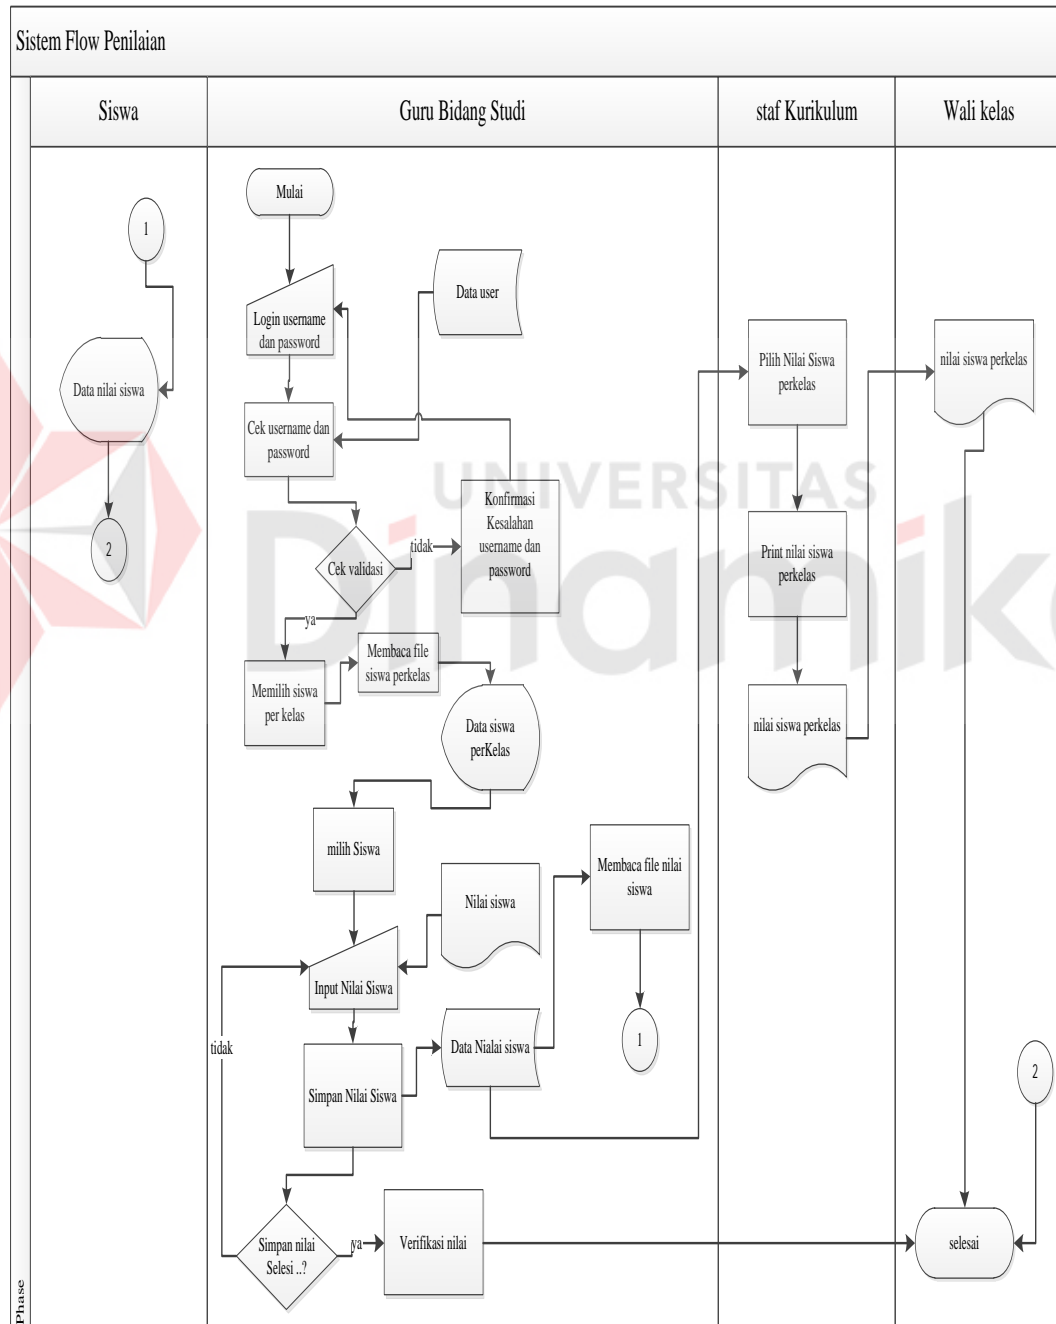 Sistem Flow Penilaian
Siswa
Guru Bidang Studi
staf Kurikulum
Wali kelas
Phase
1
Data nilai siswa
2
Mulai
Login username
dan password
Data user
Cek username dan
password
Konfirmasi
Kesalahan
username dan
password
Cek validasi
tidak
ya
Memilih siswa
per kelas
Membaca file
siswa perkelas
Data siswa
perKelas
milih Siswa
Nilai siswa
Input Nilai Siswa
tidak
Simpan Nilai Siswa
Data Nialai siswa
Membaca file nilai
siswa
1
Simpan nilai
Selesi ..?
ya
Verifikasi nilai
Pilih Nilai Siswa
perkelas
Print nilai siswa
perkelas
nilai siswa perkelas
nilai siswa perkelas
2
selesai
UNIVERSITAS
Dinamika